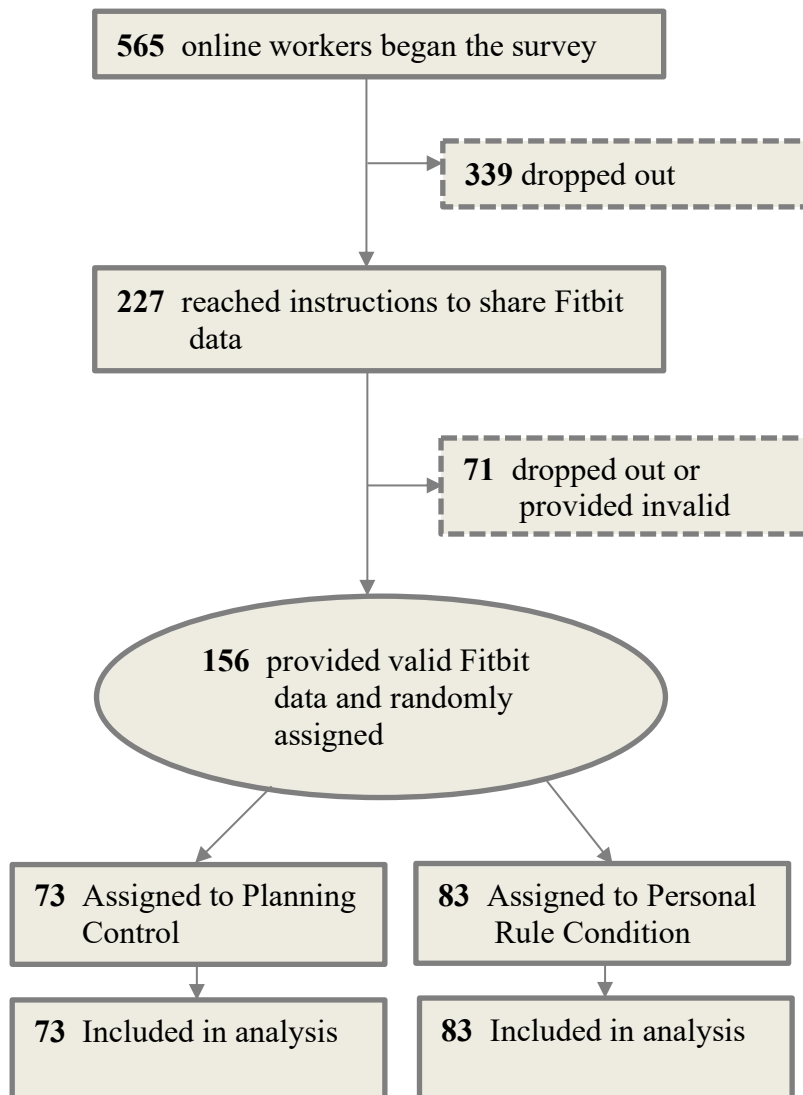 565 online workers began the survey
339 dropped out
227 reached instructions to share Fitbit
data
71 dropped out or
provided invalid
156 provided valid Fitbit
data and randomly
assigned
73 Assigned to Planning
Control
83 Assigned to Personal
Rule Condition
73 Included in analysis
83 Included in analysis